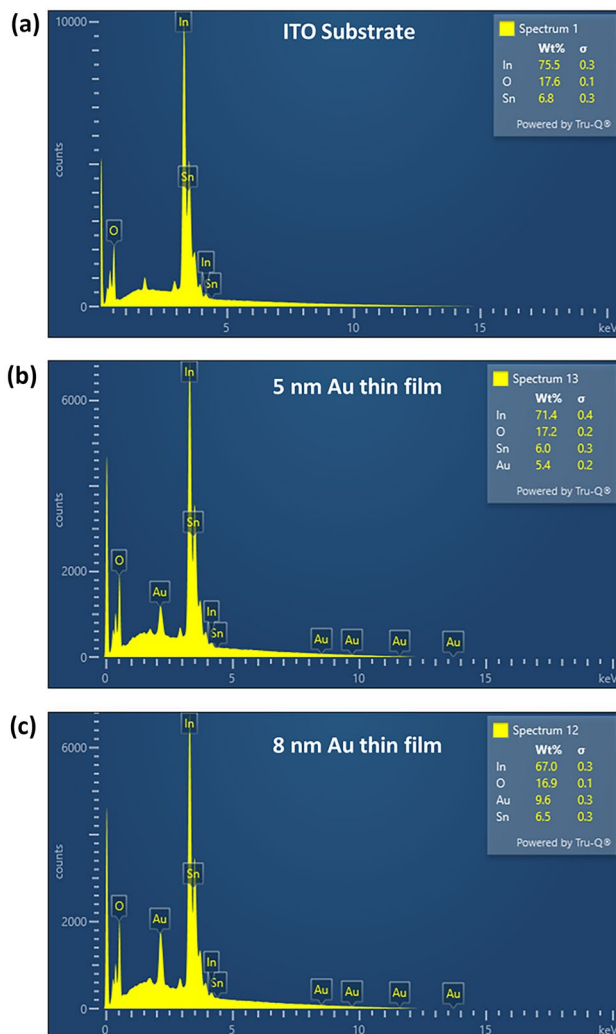 (a)
ITO Substrate
10000
counts
0
5
10
15
keV
In
Sn
O
In
Sn
Spectrum 1
Wt% σ
In 75.5 0.3
O 17.6 0.1
Sn 6.8 0.3
Powered by Tru-Q®
(b)
5 nm Au thin film
6000
counts
2000
0
0
5
10
15
keV
In
Sn
O
Au
In
Sn
Au
Au
Au
Au
Spectrum 13
Wt% σ
In 71.4 0.4
O 17.2 0.2
Sn 6.0 0.3
Au 5.4 0.2
Powered by Tru-Q®
(c)
8 nm Au thin film
6000
counts
2000
0
0
5
10
15
keV
In
Sn
O
Au
In
Sn
Au
Au
Au
Au
Spectrum 12
Wt% σ
In 67.0 0.3
O 16.9 0.1
Au 9.6 0.3
Sn 6.5 0.3
Powered by Tru-Q®